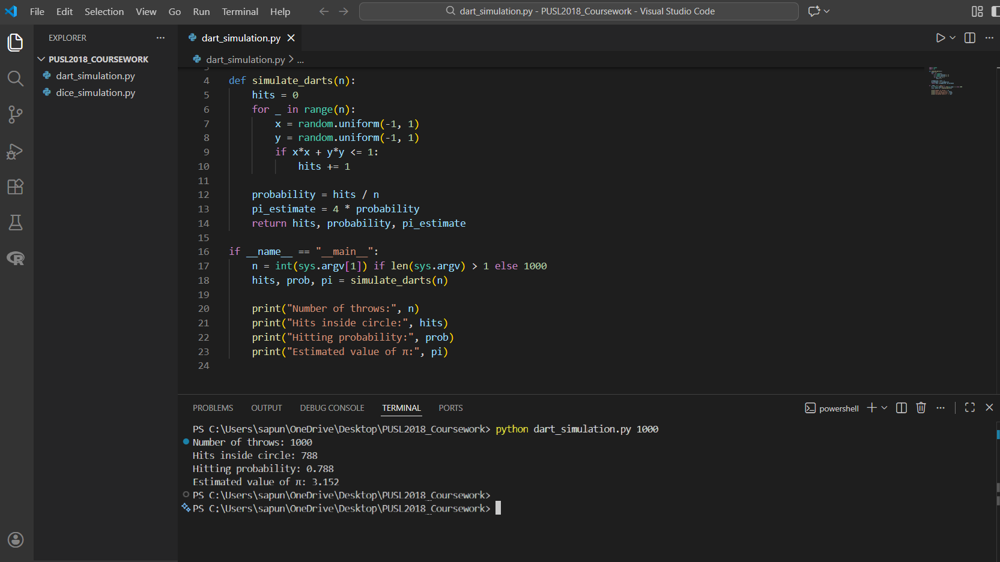 File Edit Selection View Go Run Terminal Help
dart_simulation.py - PUSL2018_Coursework - Visual Studio Code
EXPLORER
PUSL2018_COURSEWORK
dart_simulation.py
dice_simulation.py
dart_simulation.py
dart_simulation.py > ...
4 def simulate_darts(n):
5 hits = 0
6 for _ in range(n):
7 x = random.uniform(-1, 1)
8 y = random.uniform(-1, 1)
9 if x*x + y*y <= 1:
10 hits += 1
11
12 probability = hits / n
13 pi_estimate = 4 * probability
14 return hits, probability, pi_estimate
15
16 if __name__ == "__main__":
17 n = int(sys.argv[1]) if len(sys.argv) > 1 else 1000
18 hits, prob, pi = simulate_darts(n)
19
20 print("Number of throws:", n)
21 print("Hits inside circle:", hits)
22 print("Hitting probability:", prob)
23 print("Estimated value of π:", pi)
24
PROBLEMS OUTPUT DEBUG CONSOLE TERMINAL PORTS
powershell
PS C:\Users\sapun\OneDrive\Desktop\PUSL2018_Coursework> python dart_simulation.py 1000
Number of throws: 1000
Hits inside circle: 788
Hitting probability: 0.788
Estimated value of π: 3.152
PS C:\Users\sapun\OneDrive\Desktop\PUSL2018_Coursework>
PS C:\Users\sapun\OneDrive\Desktop\PUSL2018_Coursework>